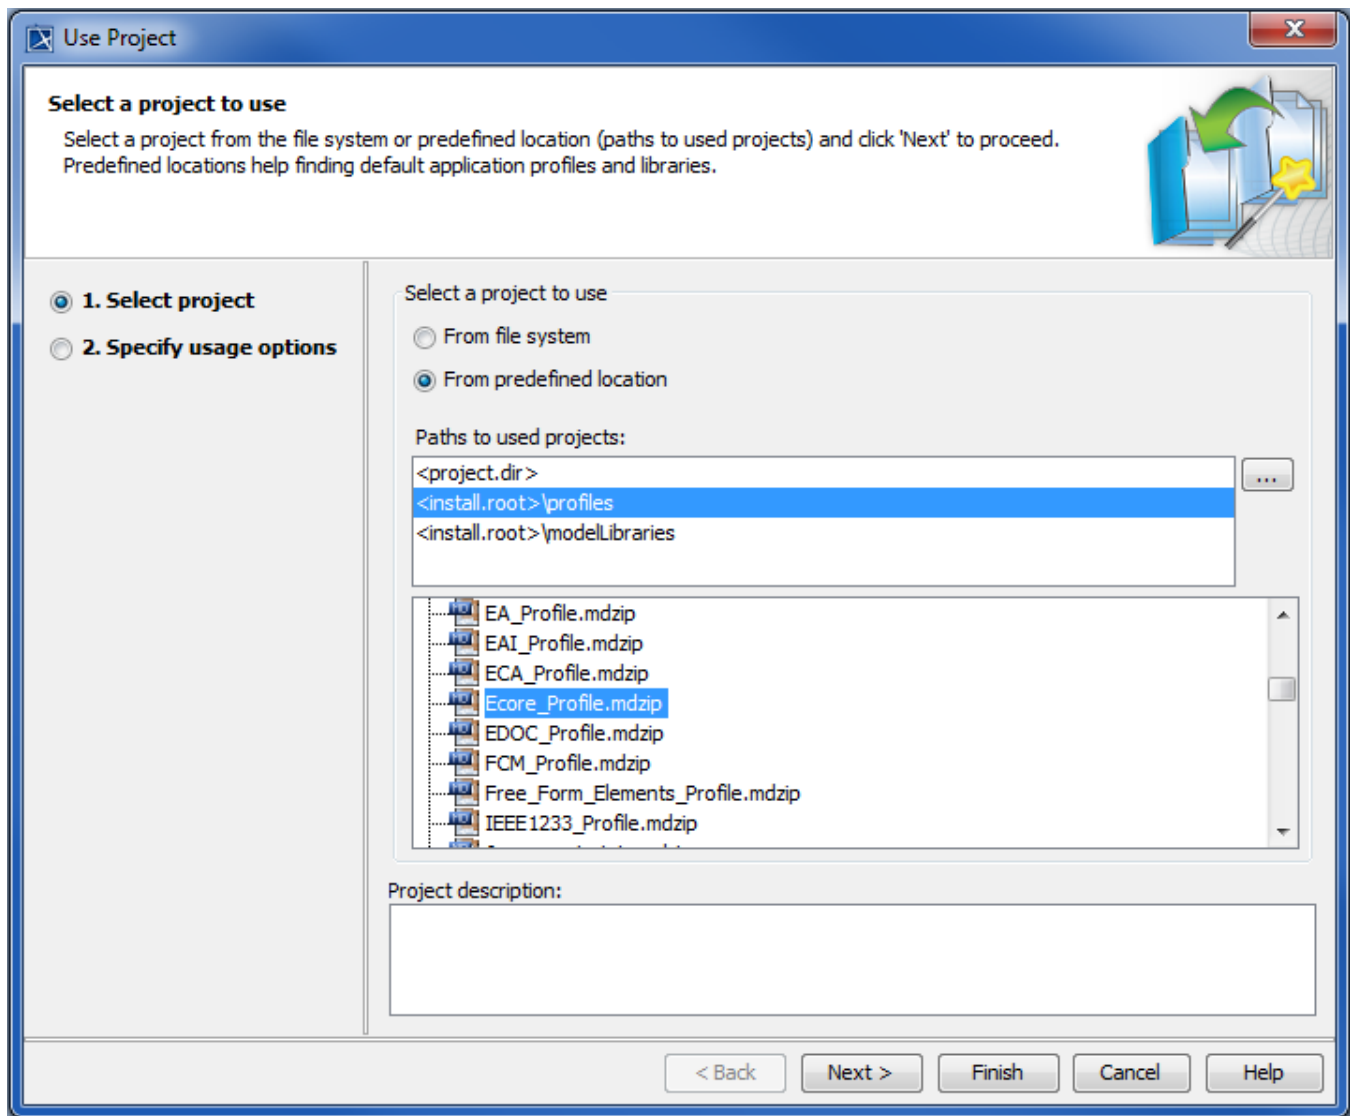 Use Project
Select a project to use
Select a project from the file system or predefined location (paths to used projects) and click 'Next' to proceed.
Predefined locations help finding default application profiles and libraries.
1. Select project
2. Specify usage options
Select a project to use
From file system
From predefined location
Paths to used projects:
<project.dir>
...
<install.root>\profiles
<install.root>\modelLibraries
EA_Profile.mdzip
EAI_Profile.mdzip
ECA_Profile.mdzip
Ecore_Profile.mdzip
EDOC_Profile.mdzip
FCM_Profile.mdzip
Free_Form_Elements_Profile.mdzip
IEEE1233_Profile.mdzip
Project description:
< Back
Next >
Finish
Cancel
Help